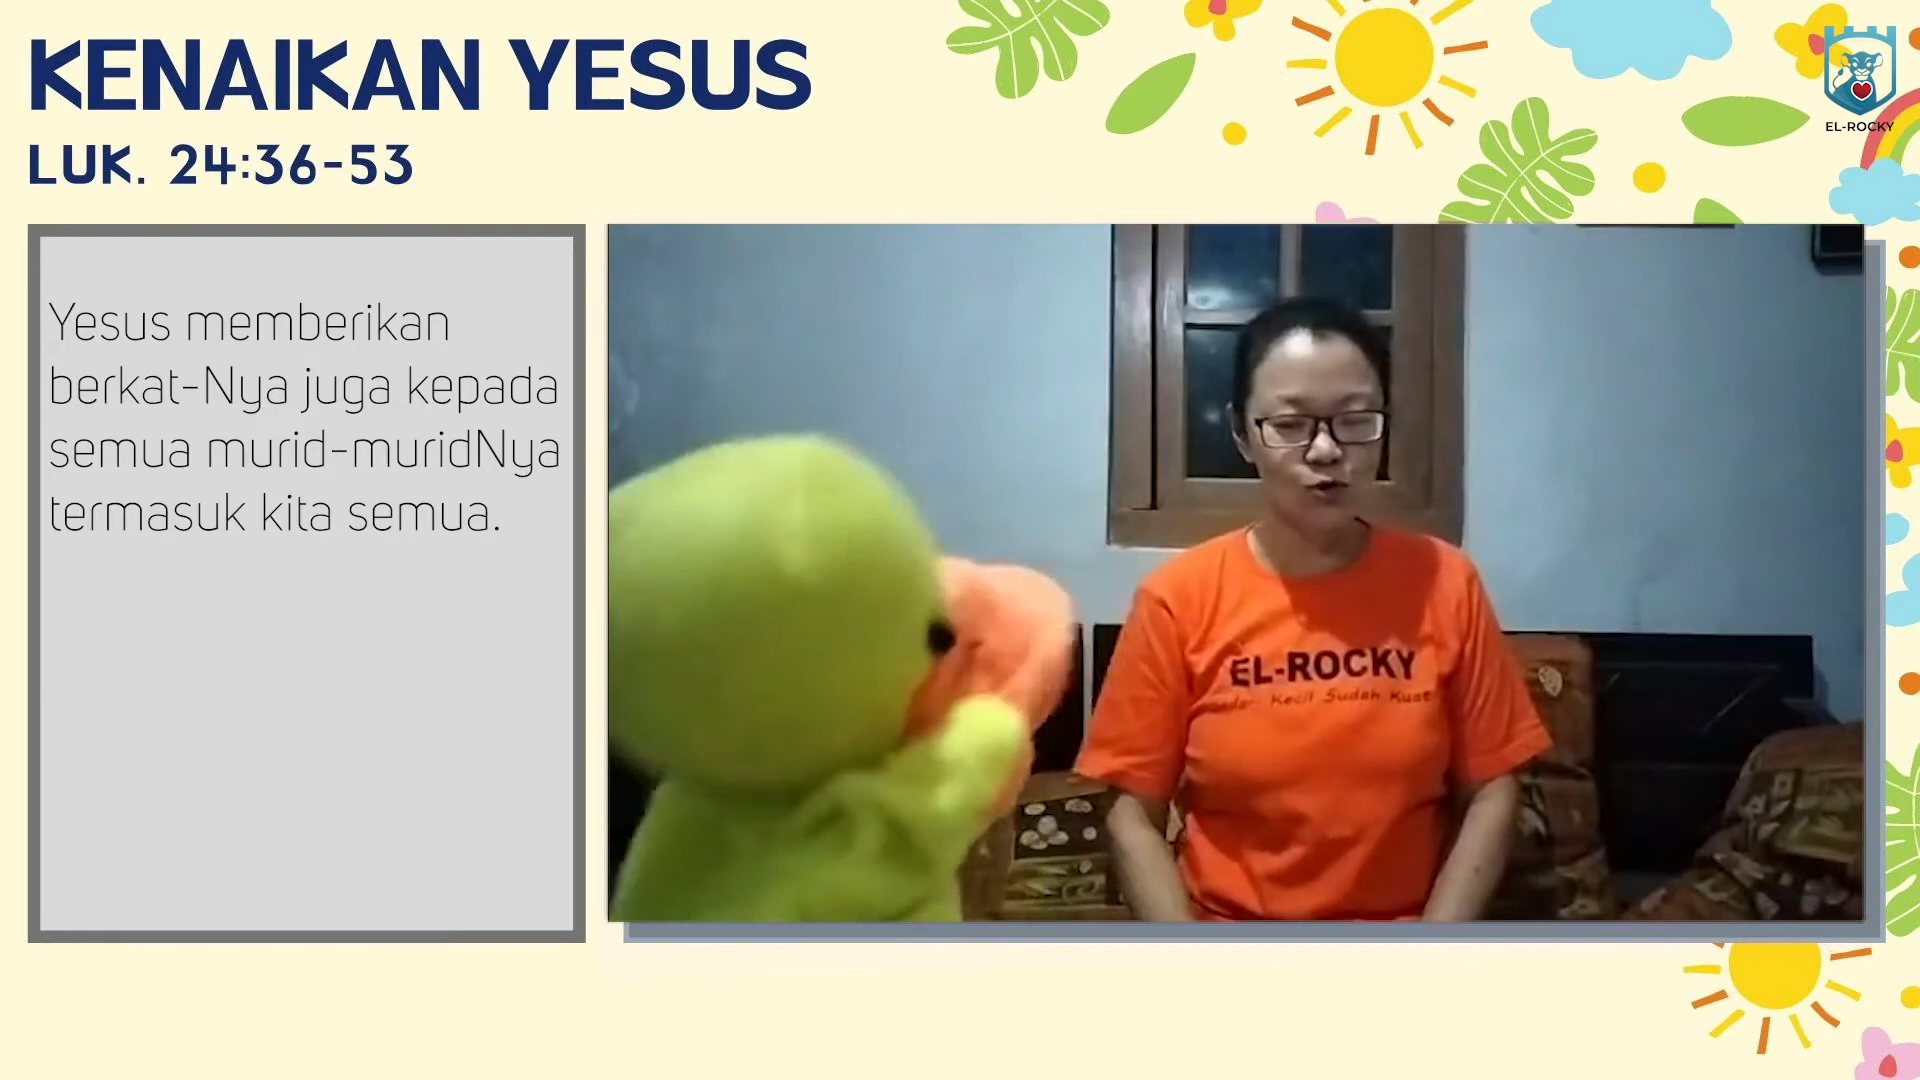 KENAIKAN YESUS
LUK. 24:36-53
EL-ROCKY
Yesus memberikan
berkat-Nya juga kepada
semua murid-muridNya
termasuk kita semua.
EL-ROCKY
Kecil Sudah Kuat